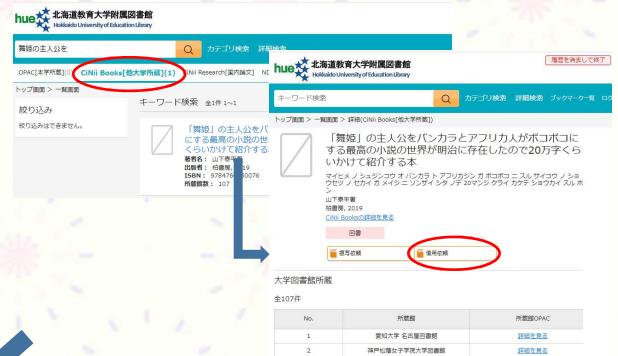 hue 北海道教育大学附属図書館
Hokkaido University of Education Library
舞姫の主人公を
カテゴリ検索 詳細検索
OPAC[本学所蔵]
CiNii Books[他大学所蔵](1)
CiNii Research[国内論文]
トップ画面 > 一覧画面
絞り込み
絞り込みはできません。
キーワード検索 全1件 1~1
「舞姫」の主人公をバ
にする最高の小説の世
くらいかけて紹介する
著者名: 山下泰平
出版者: 柏書房, 2019
所蔵館数: 107
hue 北海道教育大学附属図書館
Hokkaido University of Education Library
履歴を消去して終了
キーワード検索
カテゴリ検索 詳細検索 ブックマーク一覧 ログ
トップ画面 > 一覧画面 > 詳細(CiNii Books[他大学所蔵])
「舞姫」の主人公をバンカラとアフリカ人がボコボコに
する最高の小説の世界が明治に存在したので20万字くら
いかけて紹介する本
マイヒメ ノ シュジンコウ オ バンカラ ト アフリカジン ガ ボコボコ ニ スル サイコウ ノ ショ
ウセツ ノ セカイ ガ メイジ ニ ソンザイ シタ ノデ 20マンジ クライ カケテ ショウカイ スル ホ
ン
山下泰平著
柏書房, 2019
CiNii Booksの詳細を見る
図書
複写依頼
借用依頼
大学図書館所蔵
全107件
No. 所蔵館 所蔵館OPAC
1 愛知大学 名古屋図書館 詳細を見る
2 神戸松蔭女子学院大学図書館 詳細を見る